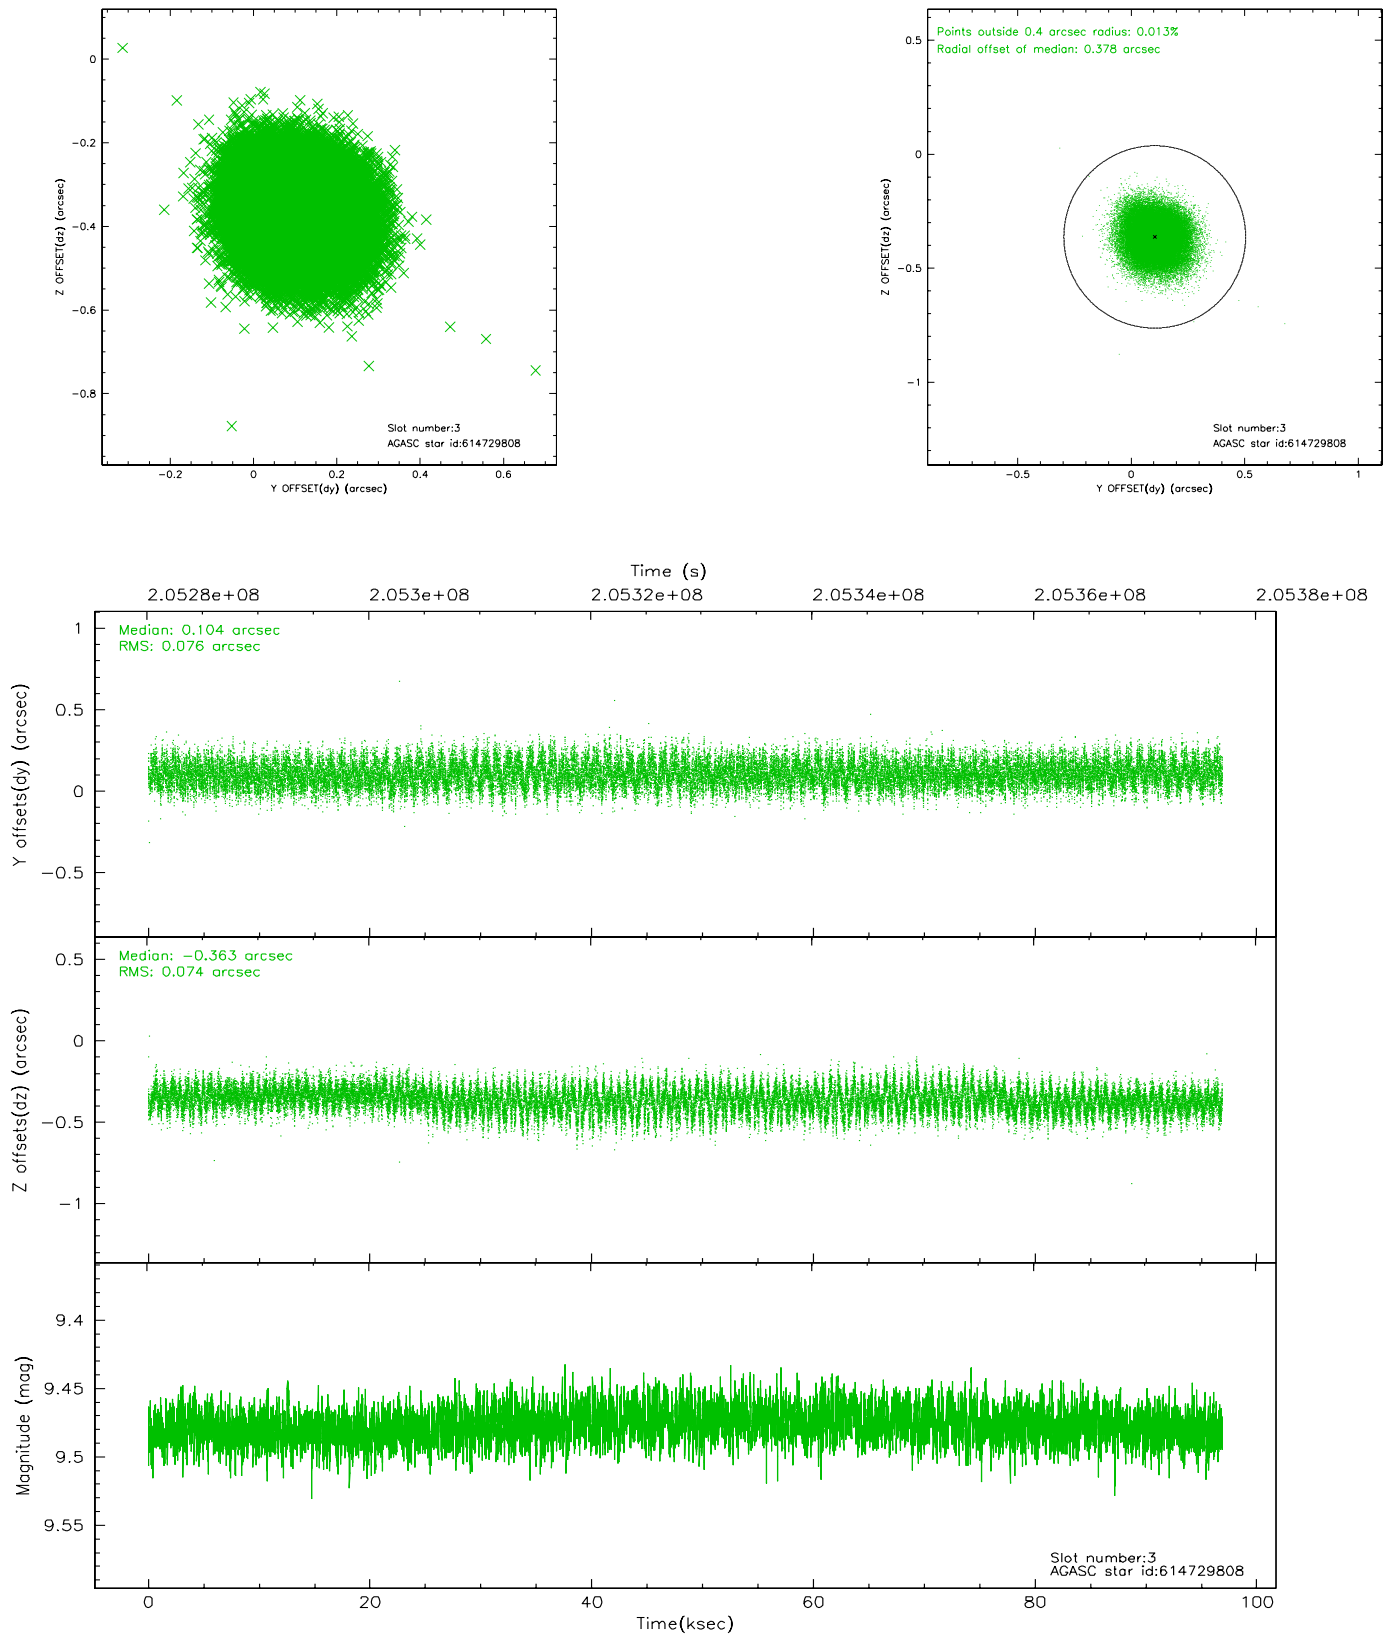 0
−0.2
−0.4
−0.6
−0.8
Z OFFSET(dz) (arcsec)
Slot number:3
AGASC star id:614729808
−0.2
0
0.2
0.4
0.6
Y OFFSET(dy) (arcsec)
Points outside 0.4 arcsec radius: 0.013%
Radial offset of median: 0.378 arcsec
0.5
0
−0.5
−1
Z OFFSET(dz) (arcsec)
Slot number:3
AGASC star id:614729808
−0.5
0
0.5
1
Y OFFSET(dy) (arcsec)
Time (s)
2.0528e+08
2.053e+08
2.0532e+08
2.0534e+08
2.0536e+08
2.0538e+08
Median: 0.104 arcsec
RMS: 0.076 arcsec
1
0.5
0
−0.5
Y offsets(dy) (arcsec)
Median: −0.363 arcsec
RMS: 0.074 arcsec
0.5
0
−0.5
−1
Z offsets(dz) (arcsec)
9.4
9.45
9.5
9.55
Magnitude (mag)
Slot number:3
AGASC star id:614729808
0
20
40
60
80
100
Time(ksec)